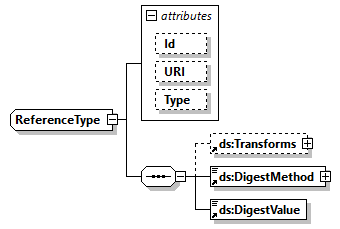 attributes
Id
URI
Type
ReferenceType
ds:Transforms
ds:DigestMethod
ds:DigestValue